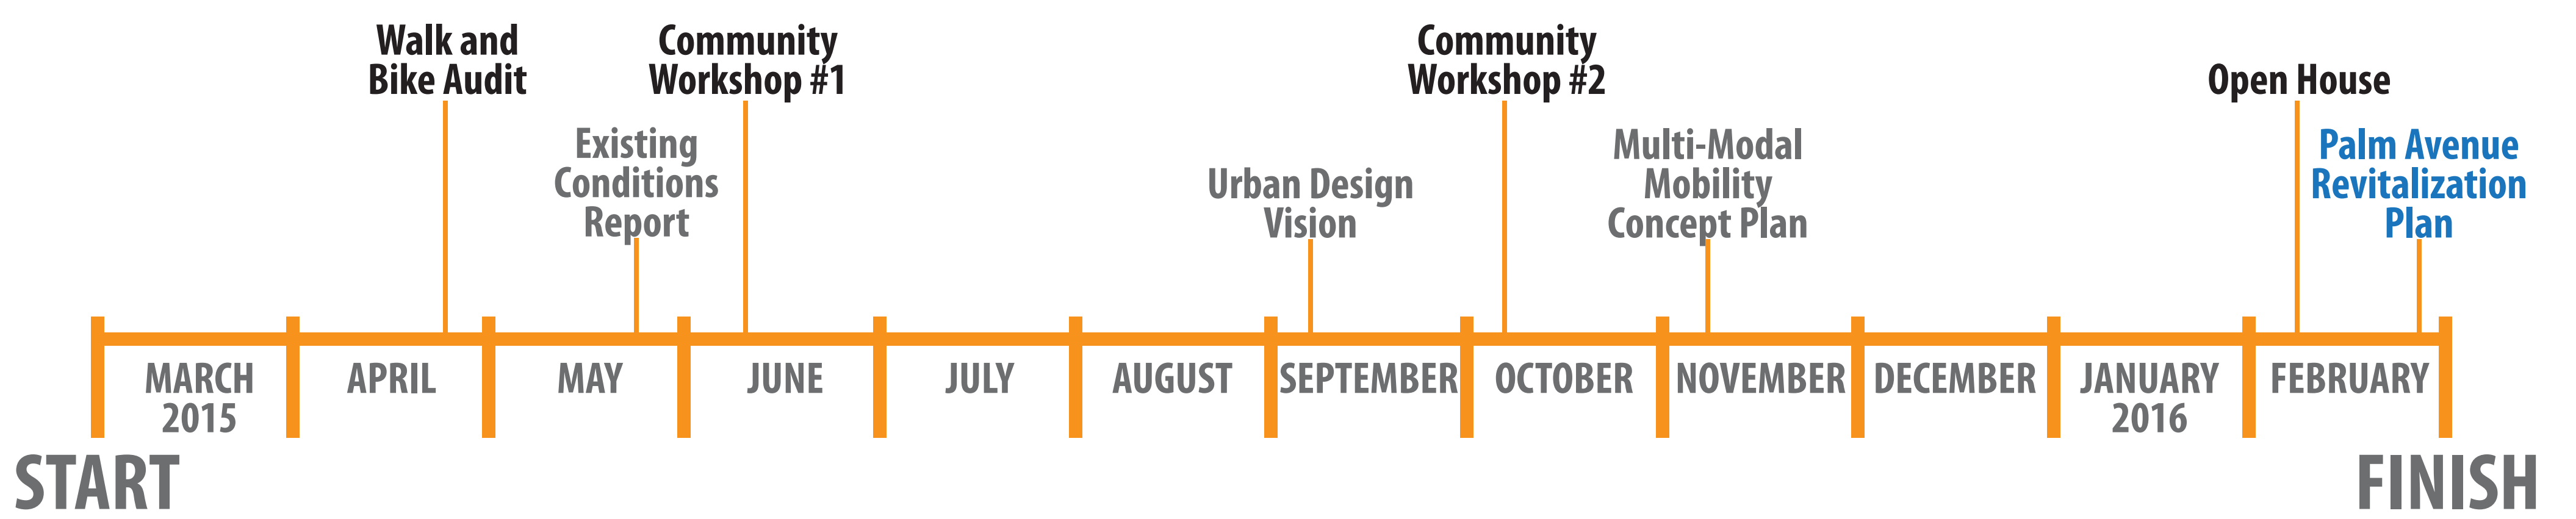 Walk and
Bike Audit
Community
Workshop #1
Community
Workshop #2
Open House
Existing
Conditions
Report
Urban Design
Vision
Multi-Modal
Mobility
Concept Plan
Palm Avenue
Revitalization
Plan
MARCH
2015
APRIL
MAY
JUNE
JULY
AUGUST
SEPTEMBER
OCTOBER
NOVEMBER
DECEMBER
JANUARY
2016
FEBRUARY
START
FINISH